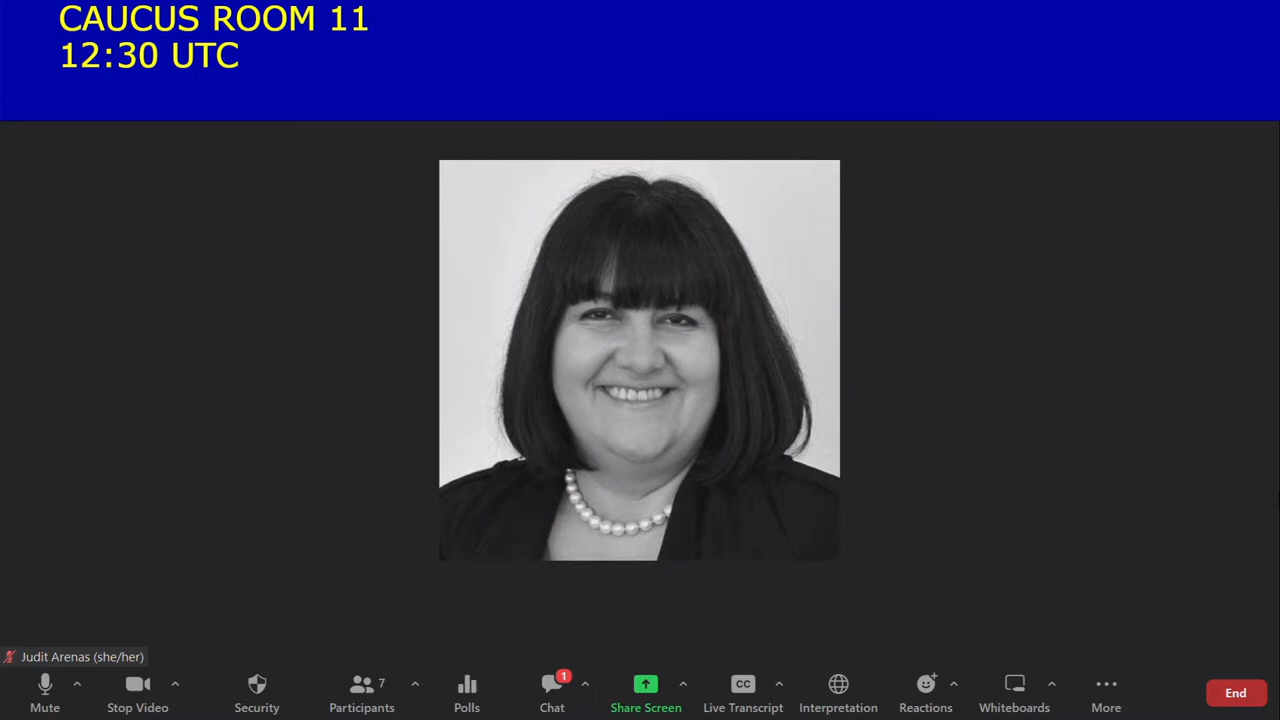 CAUCUS ROOM 11
12:30 UTC
Judit Arenas (she/her)
7
1
CC
Mute
Stop Video
Security
Participants
Polls
Chat
Share Screen
Live Transcript
Interpretation
Reactions
Whiteboards
More
End